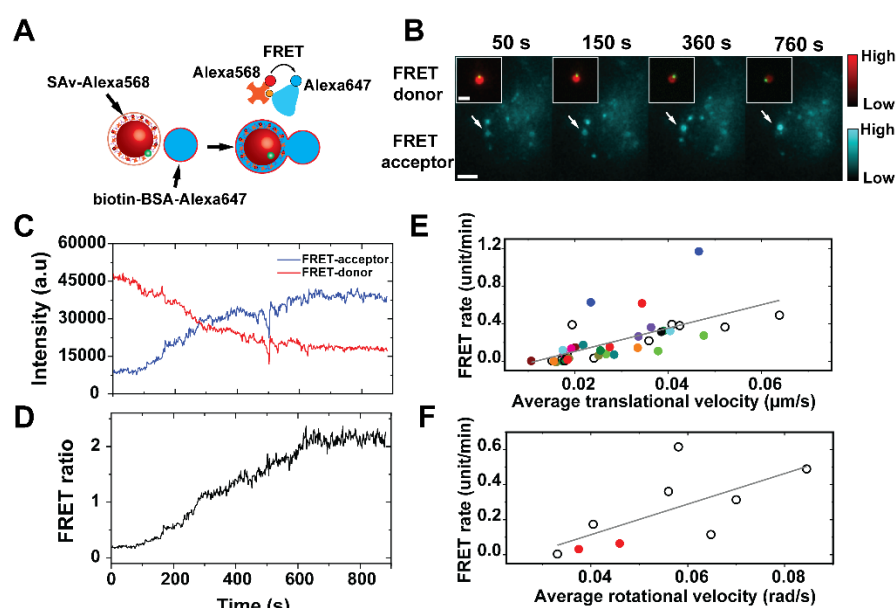 A
FRET
Alexa568
Alexa647
SAv-Alexa568
biotin-BSA-Alexa647
B
50 s 150 s 360 s 760 s
FRET
donor
High
Low
FRET
acceptor
High
Low
C
60000
45000
30000
15000
0
Intensity (a.u)
FRET-acceptor
FRET-donor
D
2
1
0
FRET ratio
0 200 400 600 800
Time (s)
E
1.2
0.8
0.4
0.0
FRET rate (unit/min)
0.02 0.04 0.06
Average translational velocity (µm/s)
F
0.6
0.4
0.2
0.0
FRET rate (unit/min)
0.04 0.06 0.08
Average rotational velocity (rad/s)